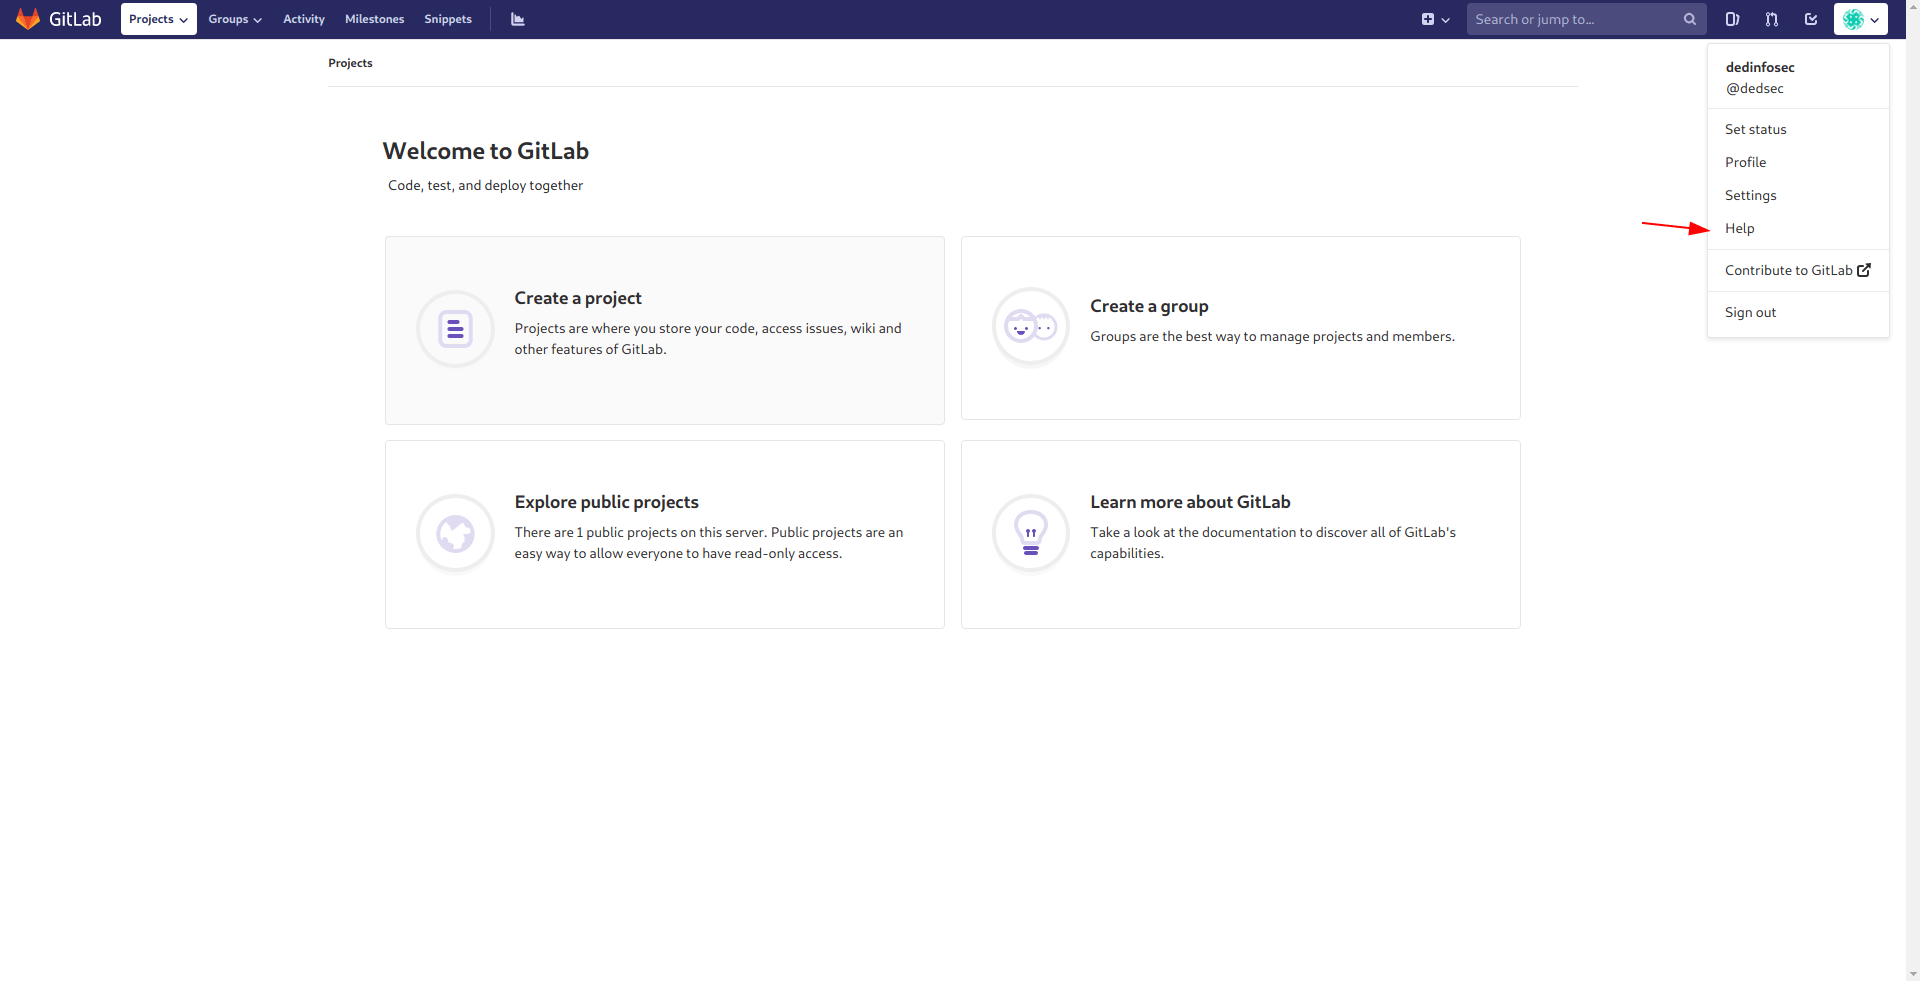 GitLab Projects Groups Activity Milestones Snippets Search or jump to...
Projects
dedinfosec
@dedsec
Set status
Profile
Settings
Help
Contribute to GitLab
Sign out
Welcome to GitLab
Code, test, and deploy together
Create a project
Projects are where you store your code, access issues, wiki and
other features of GitLab.
Create a group
Groups are the best way to manage projects and members.
Explore public projects
There are 1 public projects on this server. Public projects are an
easy way to allow everyone to have read-only access.
Learn more about GitLab
Take a look at the documentation to discover all of GitLab's
capabilities.